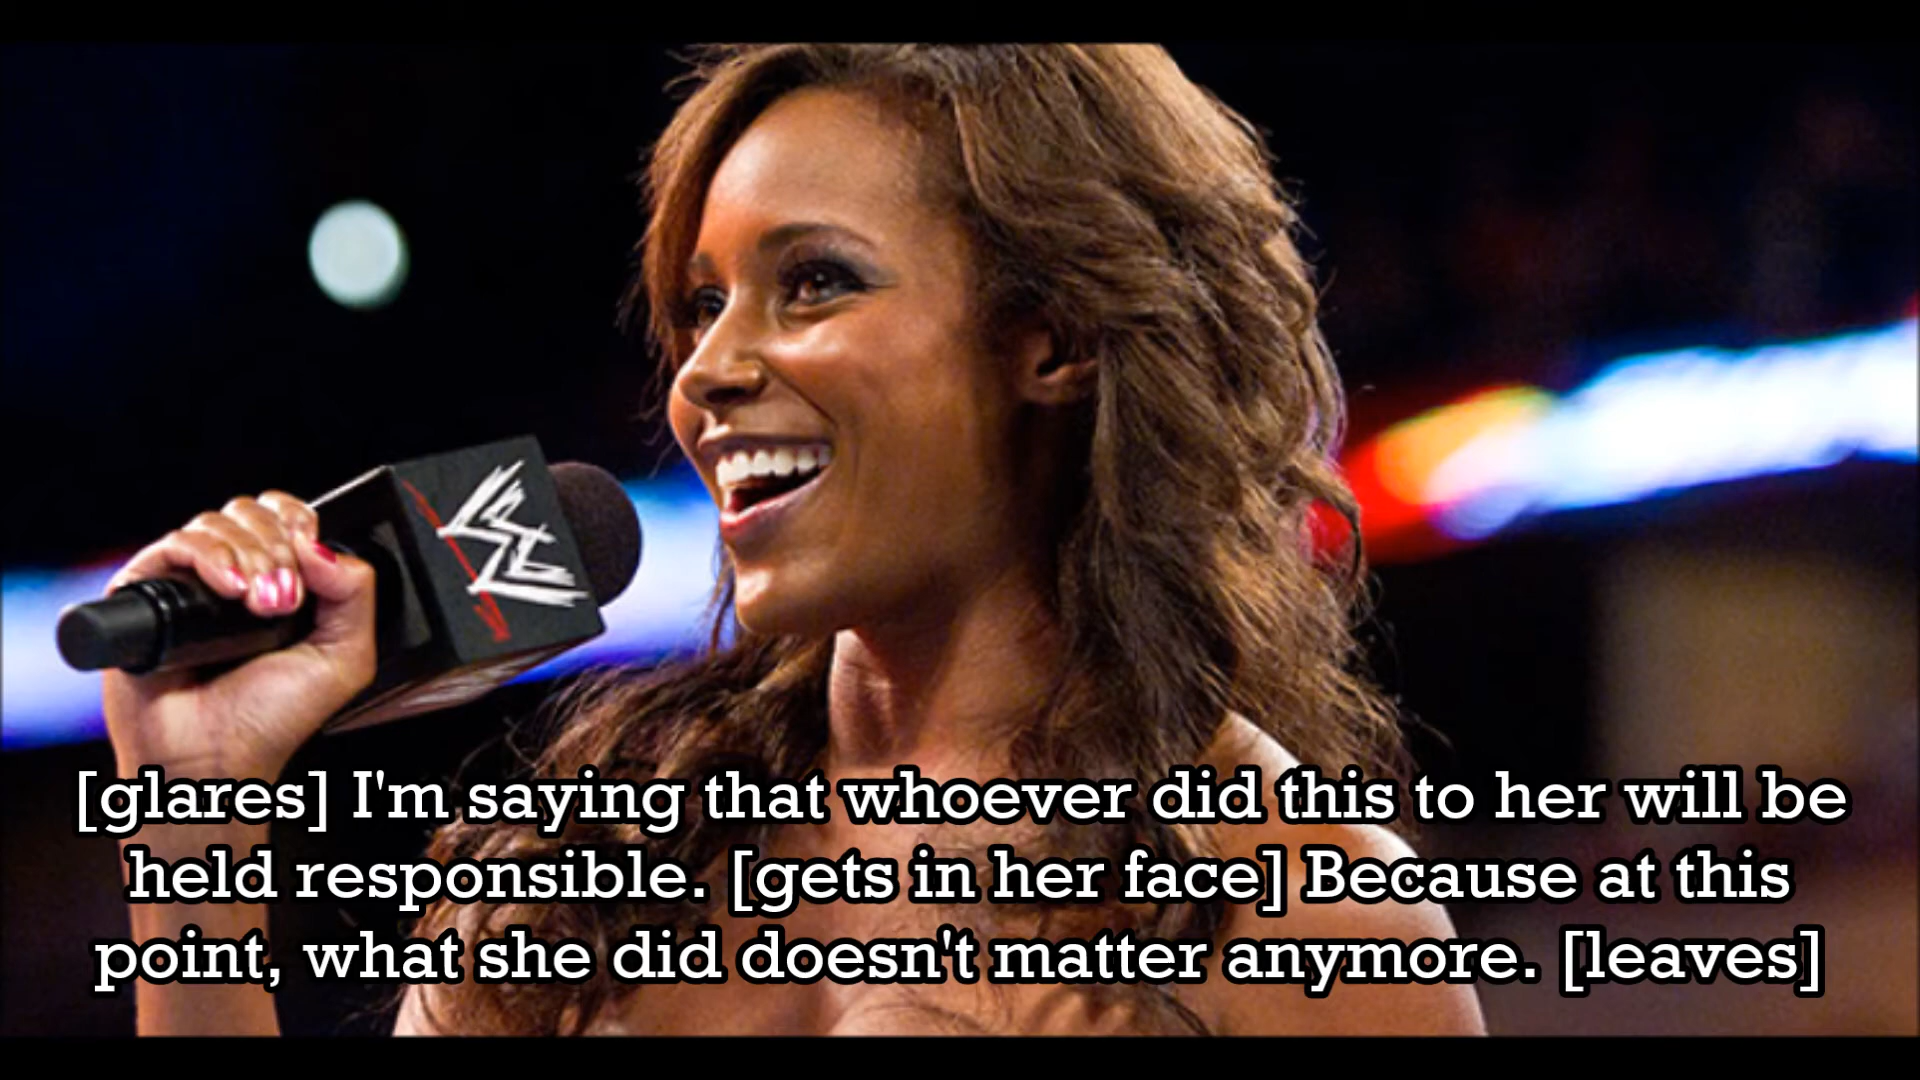 W
[glares] I'm saying that whoever did this to her will be
held responsible. [gets in her face] Because at this
point, what she did doesn't matter anymore. [leaves]